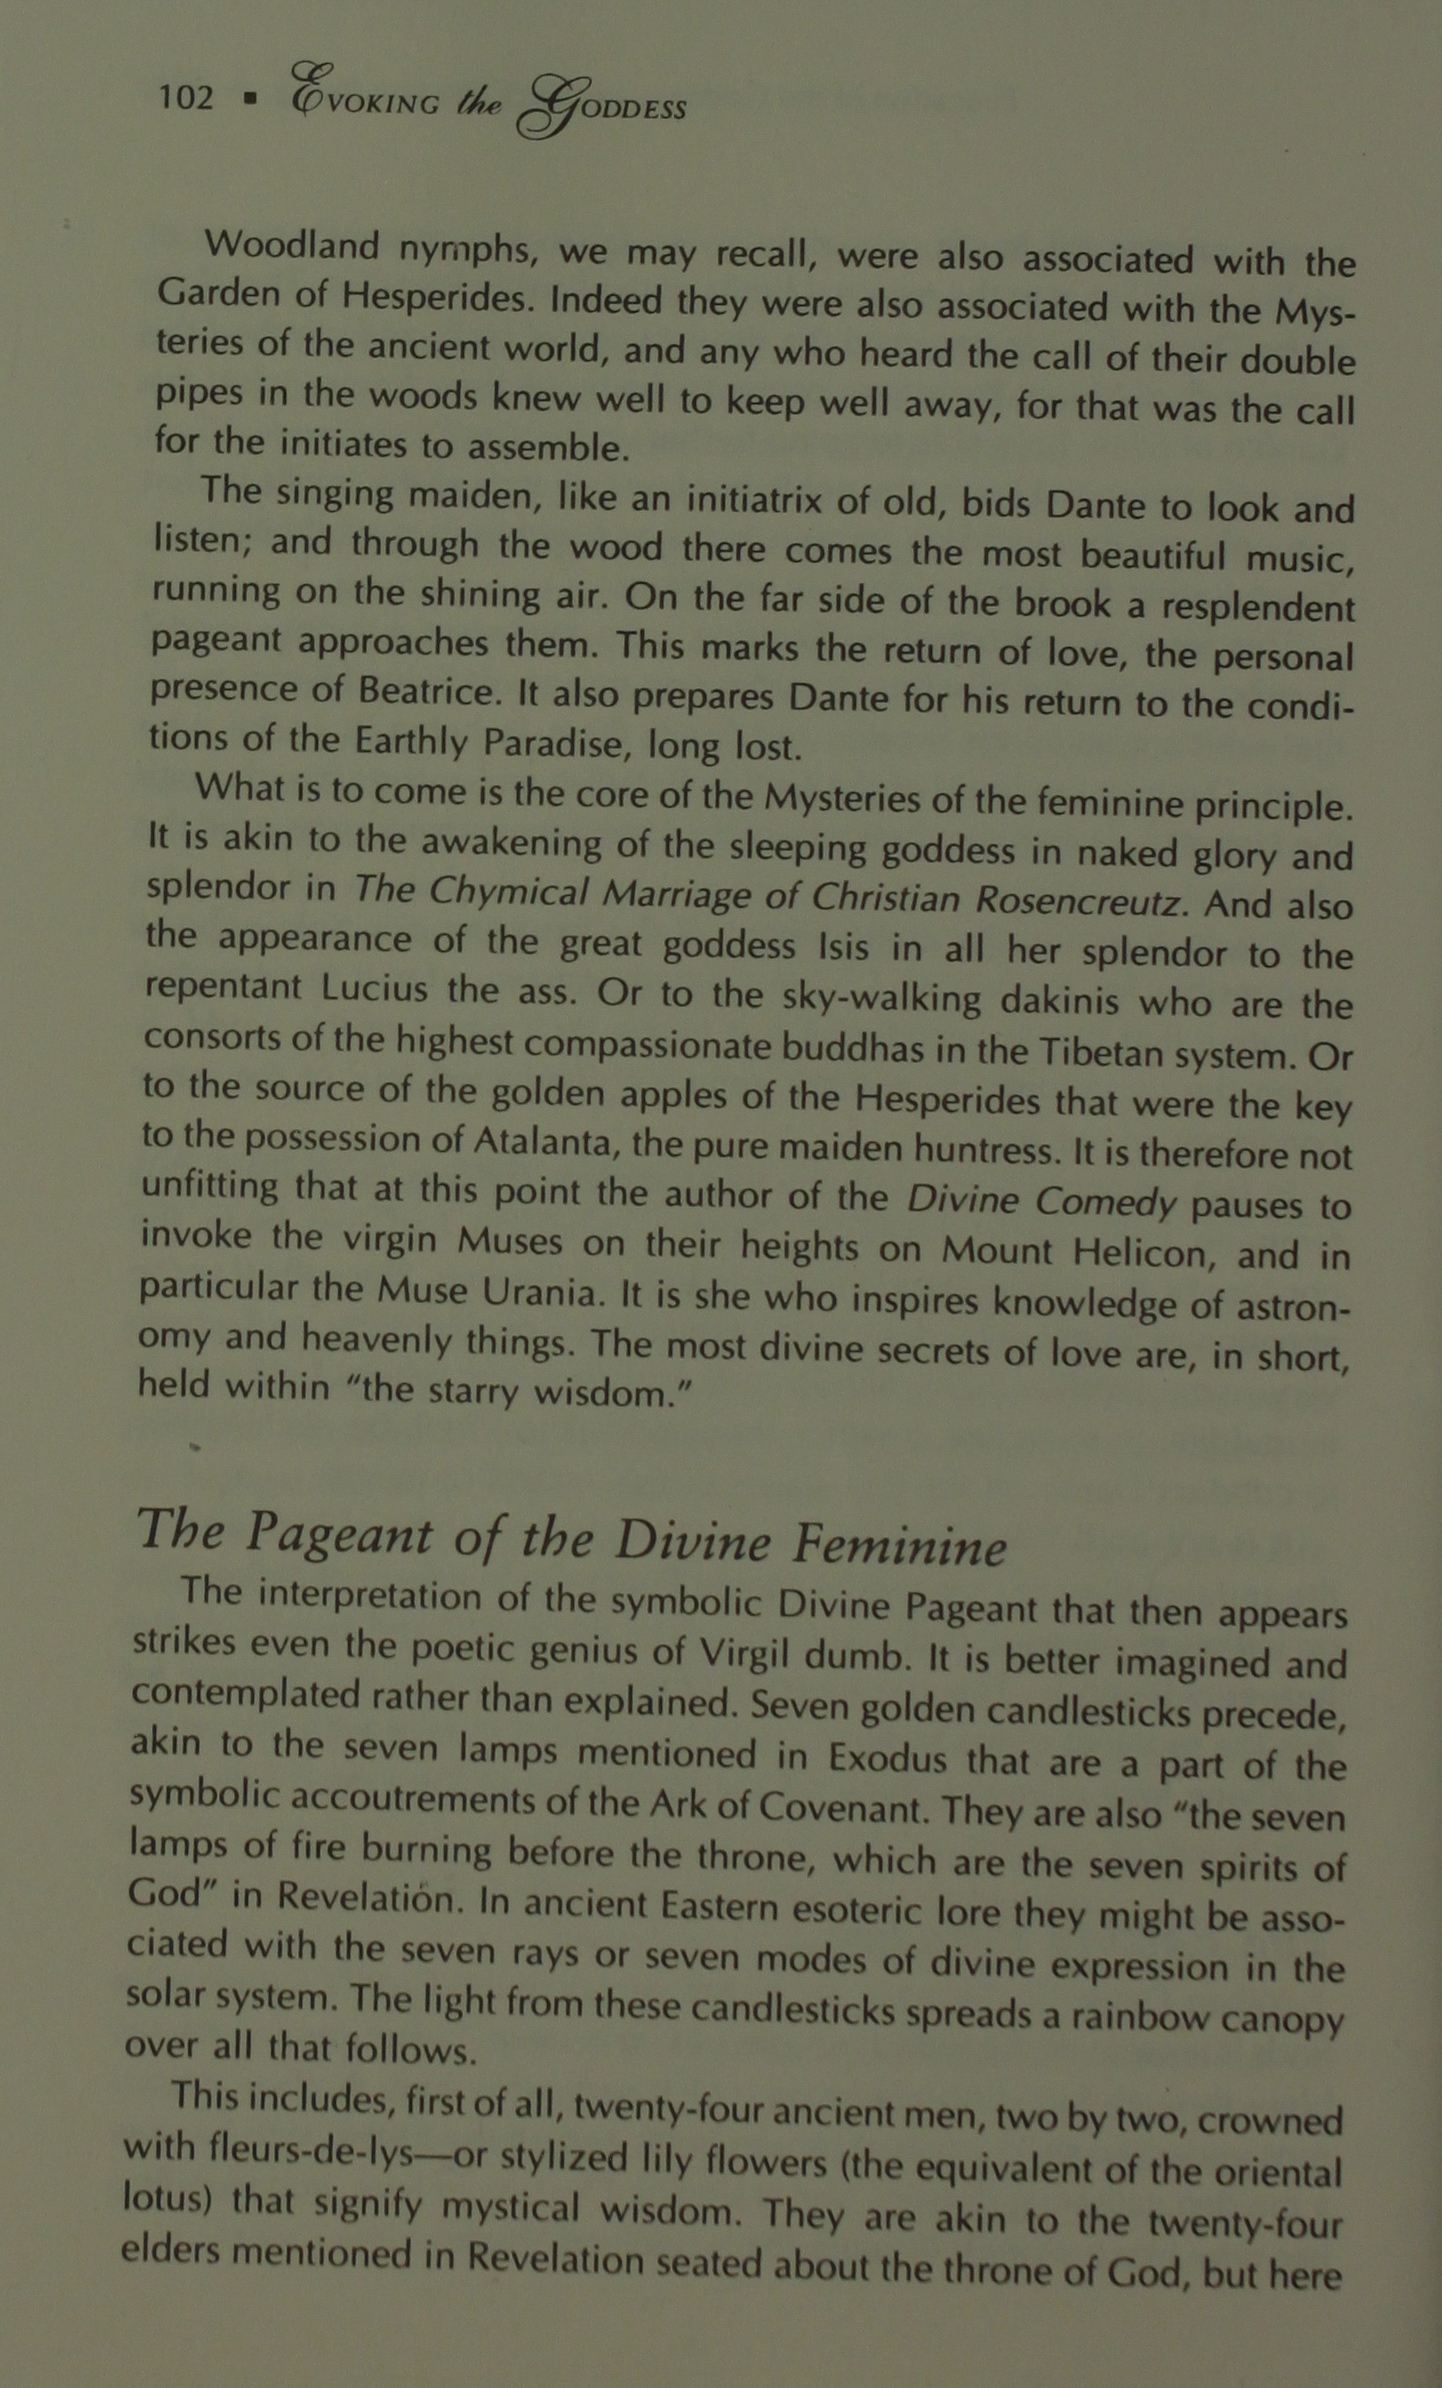 102 ▪ Evoking the Goddess
Woodland nymphs, we may recall, were also associated with the
Garden of Hesperides. Indeed they were also associated with the Mys-
teries of the ancient world, and any who heard the call of their double
pipes in the woods knew well to keep well away, for that was the call
for the initiates to assemble.
The singing maiden, like an initiatrix of old, bids Dante to look and
listen; and through the wood there comes the most beautiful music,
running on the shining air. On the far side of the brook a resplendent
pageant approaches them. This marks the return of love, the personal
presence of Beatrice. It also prepares Dante for his return to the condi-
tions of the Earthly Paradise, long lost.
What is to come is the core of the Mysteries of the feminine principle.
It is akin to the awakening of the sleeping goddess in naked glory and
splendor in The Chymical Marriage of Christian Rosencreutz. And also
the appearance of the great goddess Isis in all her splendor to the
repentant Lucius the ass. Or to the sky-walking dakinis who are the
consorts of the highest compassionate buddhas in the Tibetan system. Or
to the source of the golden apples of the Hesperides that were the key
to the possession of Atalanta, the pure maiden huntress. It is therefore not
unfitting that at this point the author of the Divine Comedy pauses to
invoke the virgin Muses on their heights on Mount Helicon, and in
particular the Muse Urania. It is she who inspires knowledge of astron-
omy and heavenly things. The most divine secrets of love are, in short,
held within "the starry wisdom."
The Pageant of the Divine Feminine
The interpretation of the symbolic Divine Pageant that then appears
strikes even the poetic genius of Virgil dumb. It is better imagined and
contemplated rather than explained. Seven golden candlesticks precede,
akin to the seven lamps mentioned in Exodus that are a part of the
symbolic accoutrements of the Ark of Covenant. They are also "the seven
lamps of fire burning before the throne, which are the seven spirits of
God" in Revelation. In ancient Eastern esoteric lore they might be asso-
ciated with the seven rays or seven modes of divine expression in the
solar system. The light from these candlesticks spreads a rainbow canopy
over all that follows.
This includes, first of all, twenty-four ancient men, two by two, crowned
with fleurs-de-lys—or stylized lily flowers (the equivalent of the oriental
lotus) that signify mystical wisdom. They are akin to the twenty-four
elders mentioned in Revelation seated about the throne of God, but here